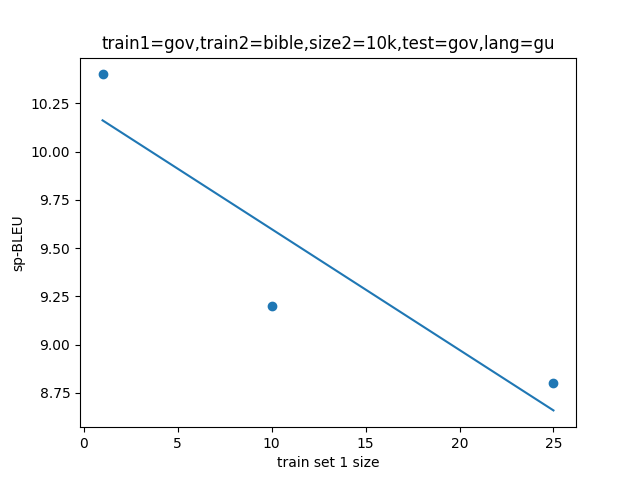 train1=gov,train2=bible,size2=10k,test=gov,lang=gu
10.25
10.00
9.75
9.50
9.25
9.00
8.75
sp-BLEU
0 5 10 15 20 25
train set 1 size